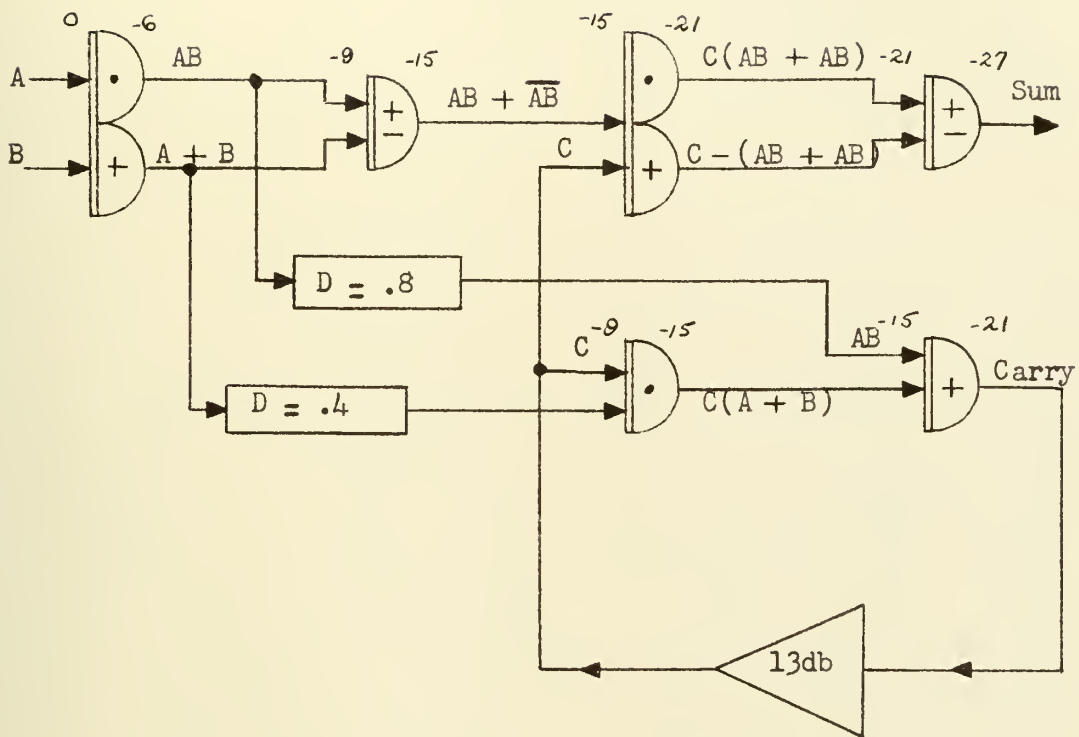 0
-6
-15
-21
A
AB
-9
-15
C(AB + AB)
-21
-27
•
+
-
AB + A̅B̅
•
+
-
Sum
B
+
A + B
C
+
C-(AB + AB)
D = .8
-9
-15
AB
-15
-21
C
•
C(A + B)
+
Carry
D = .4
13db